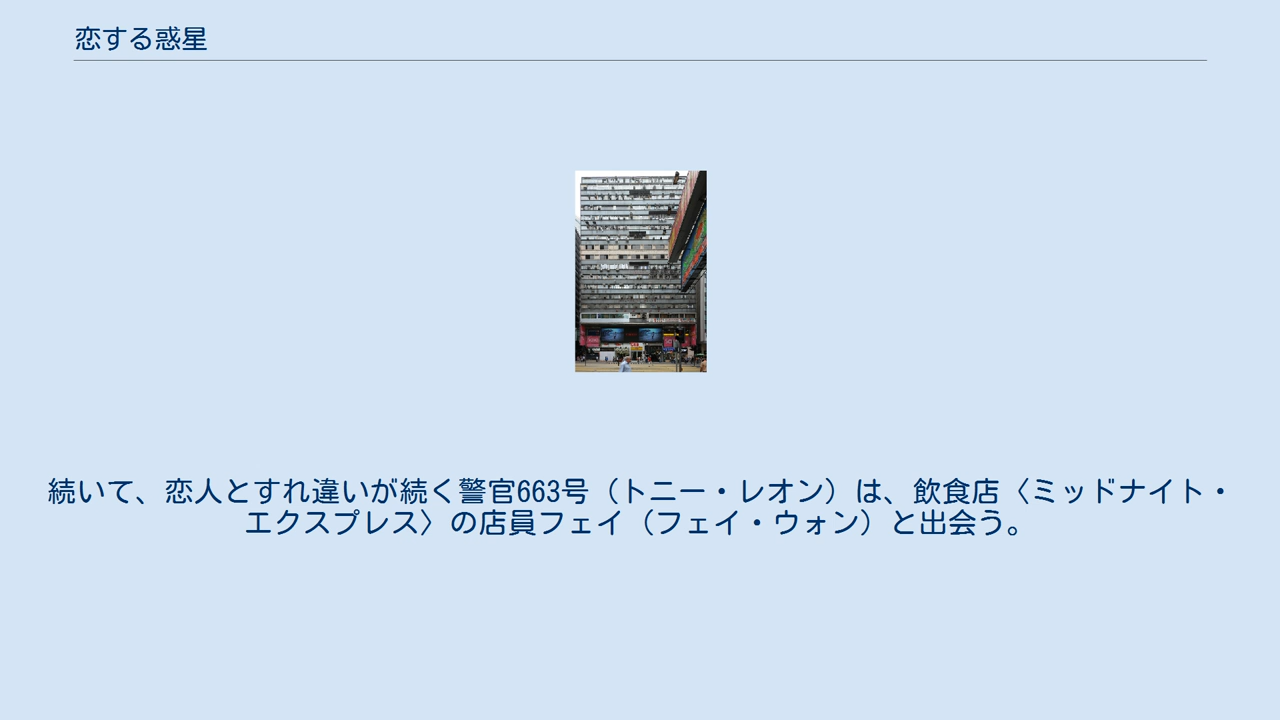 恋する惑星
続いて、恋人とすれ違いが続く警官663号（トニー・レオン）は、飲食店〈ミッドナイト・
エクスプレス〉の店員フェイ（フェイ・ウォン）と出会う。